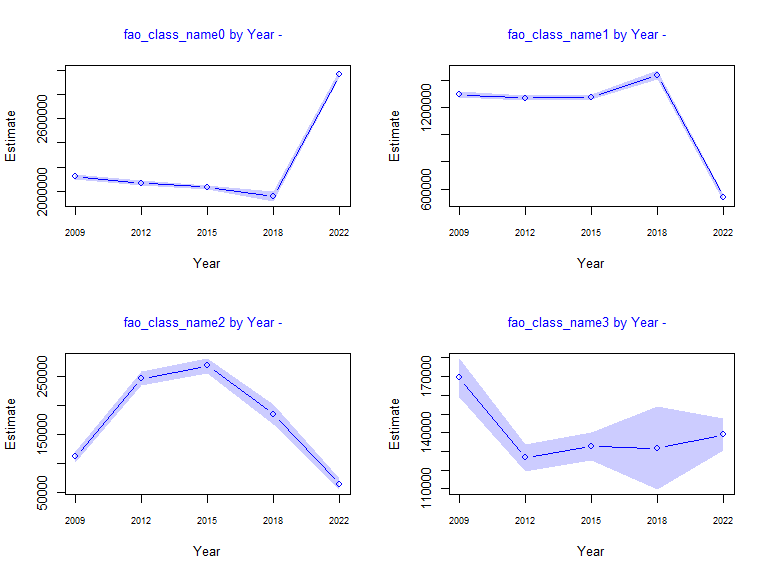 fao_class_name0 by Year -
Estimate
2000000
2600000
2009
2012
2015
2018
2022
Year
fao_class_name1 by Year -
Estimate
600000
1200000
2009
2012
2015
2018
2022
Year
fao_class_name2 by Year -
Estimate
50000
150000
250000
2009
2012
2015
2018
2022
Year
fao_class_name3 by Year -
Estimate
110000
140000
170000
2009
2012
2015
2018
2022
Year